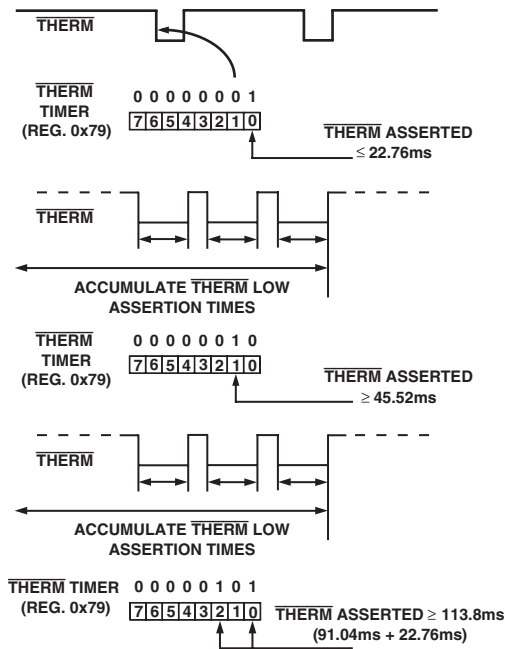 THERM
THERM
TIMER
(REG. 0x79)
0 0 0 0 0 0 0 1
7 6 5 4 3 2 1 0
THERM ASSERTED
≤ 22.76ms
THERM
ACCUMULATE THERM LOW
ASSERTION TIMES
THERM
TIMER
(REG. 0x79)
0 0 0 0 0 0 1 0
7 6 5 4 3 2 1 0
THERM ASSERTED
≥ 45.52ms
THERM
ACCUMULATE THERM LOW
ASSERTION TIMES
THERM TIMER
(REG. 0x79)
0 0 0 0 0 1 0 1
7 6 5 4 3 2 1 0
THERM ASSERTED ≥ 113.8ms
(91.04ms + 22.76ms)